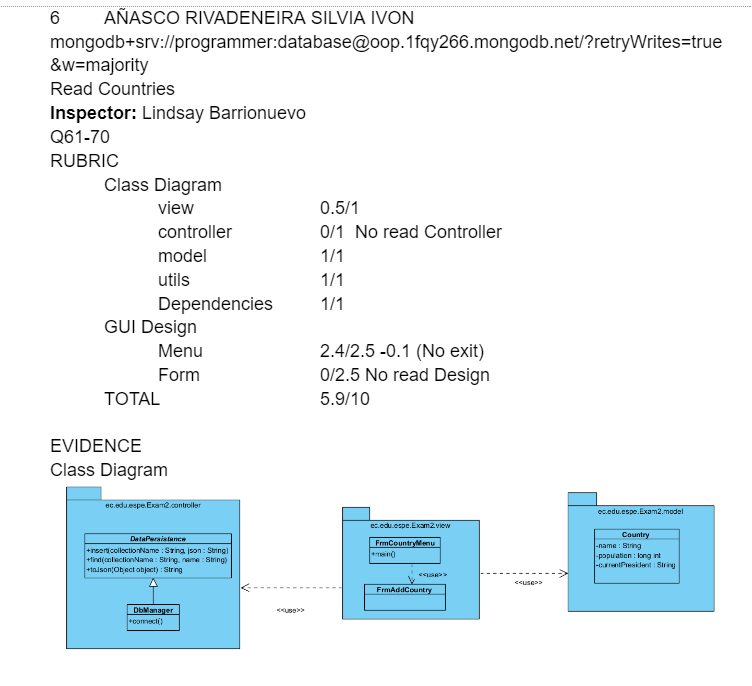 6 AÑASCO RIVADENEIRA SILVIA IVON
mongodb+srv://programmer:database@oop.1fqy266.mongodb.net/?retryWrites=true
&w=majority
Read Countries
Inspector: Lindsay Barrionuevo
Q61-70
RUBRIC
Class Diagram
view 0.5/1
controller 0/1 No read Controller
model 1/1
utils 1/1
Dependencies 1/1
GUI Design
Menu 2.4/2.5 -0.1 (No exit)
Form 0/2.5 No read Design
TOTAL 5.9/10
EVIDENCE
Class Diagram
ec.edu.espe.Exam2.controller
DataPersistence
+insert(collectionName : String, json : String)
+find(collectionName : String, name : String)
+toJson(Object object) : String
DbManager
+connect()
<<use>>
ec.edu.espe.Exam2.view
FrmCountryMenu
+main()
<<use>>
FrmAddCountry
<<use>>
ec.edu.espe.Exam2.model
Country
-name : String
-population : long int
-currentPresident : String